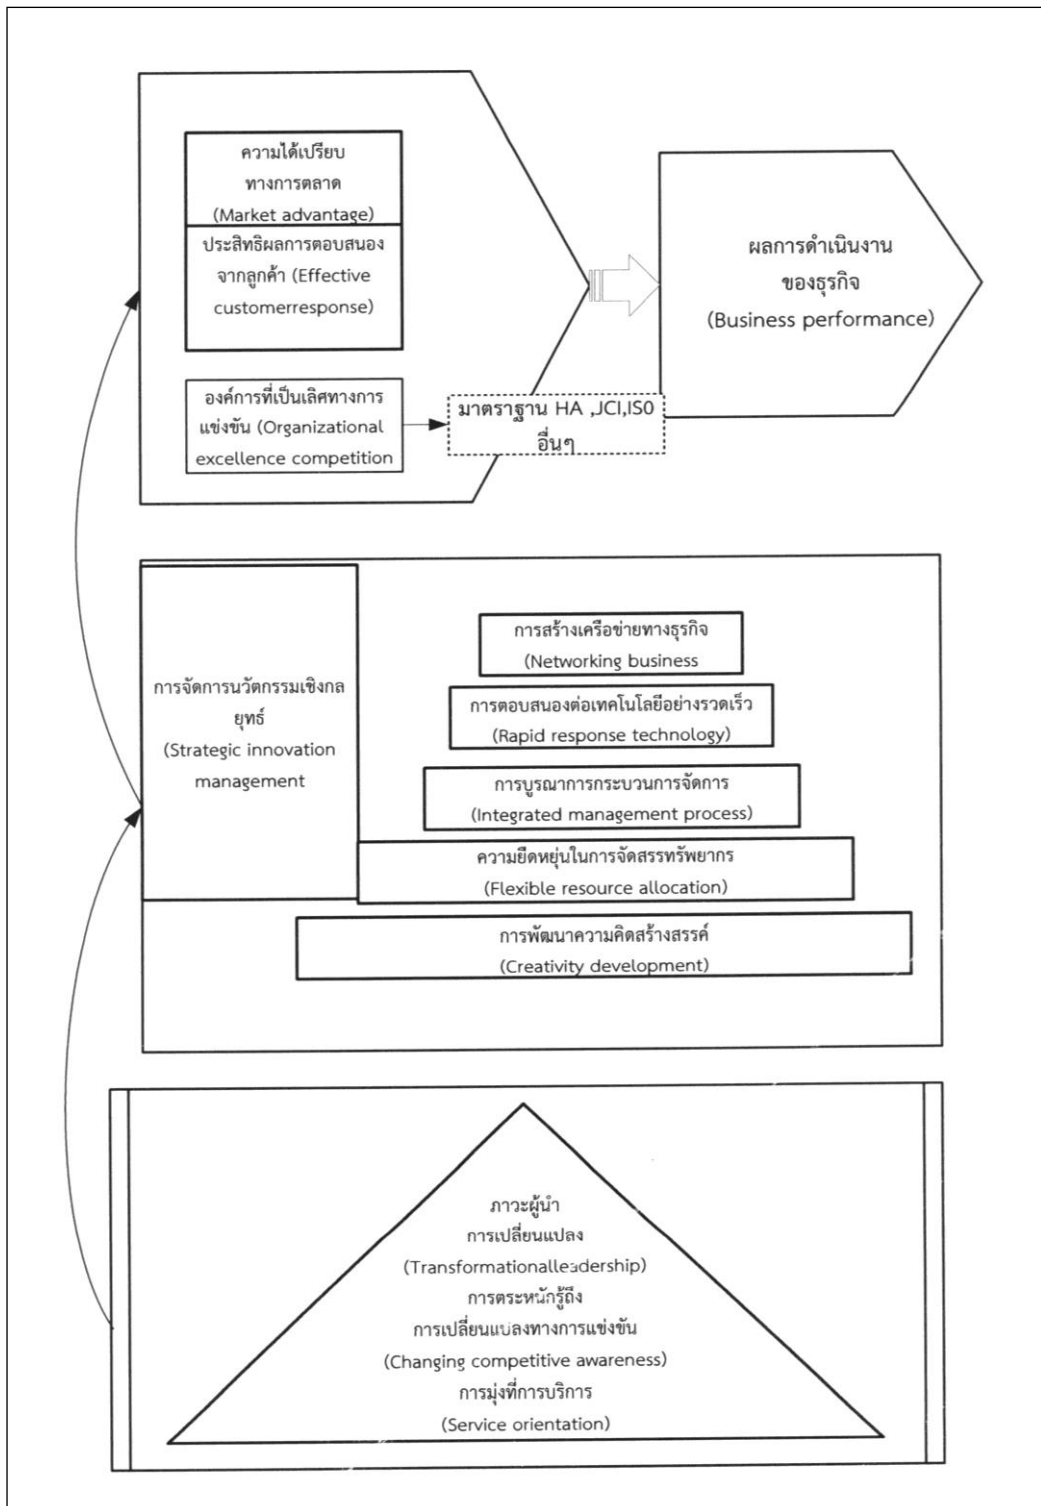 ความได้เปรียบ
ทางการตลาด
(Market advantage)
ประสิทธิผลการตอบสนอง
จากลูกค้า (Effective
customerresponse)
องค์การที่เป็นเลิศทางการ
แข่งขัน (Organizational
excellence competition
มาตราฐาน HA ,JCI,IS0
อื่นๆ
ผลการดำเนินงาน
ของธุรกิจ
(Business performance)
การจัดการนวัตกรรมเชิงกล
ยุทธ์
(Strategic innovation
management
การสร้างเครือข่ายทางธุรกิจ
(Networking business
การตอบสนองต่อเทคโนโลยีอย่างรวดเร็ว
(Rapid response technology)
การบูรณาการกระบวนการจัดการ
(Integrated management process)
ความยืดหยุ่นในการจัดสรรทรัพยากร
(Flexible resource allocation)
การพัฒนาความคิดสร้างสรรค์
(Creativity development)
ภาวะผู้นำ
การเปลี่ยนแปลง
(Transformationalleadership)
การตระหนักรู้ถึง
การเปลี่ยนแปลงทางการแข่งขัน
(Changing competitive awareness)
การมุ่งที่การบริการ
(Service orientation)